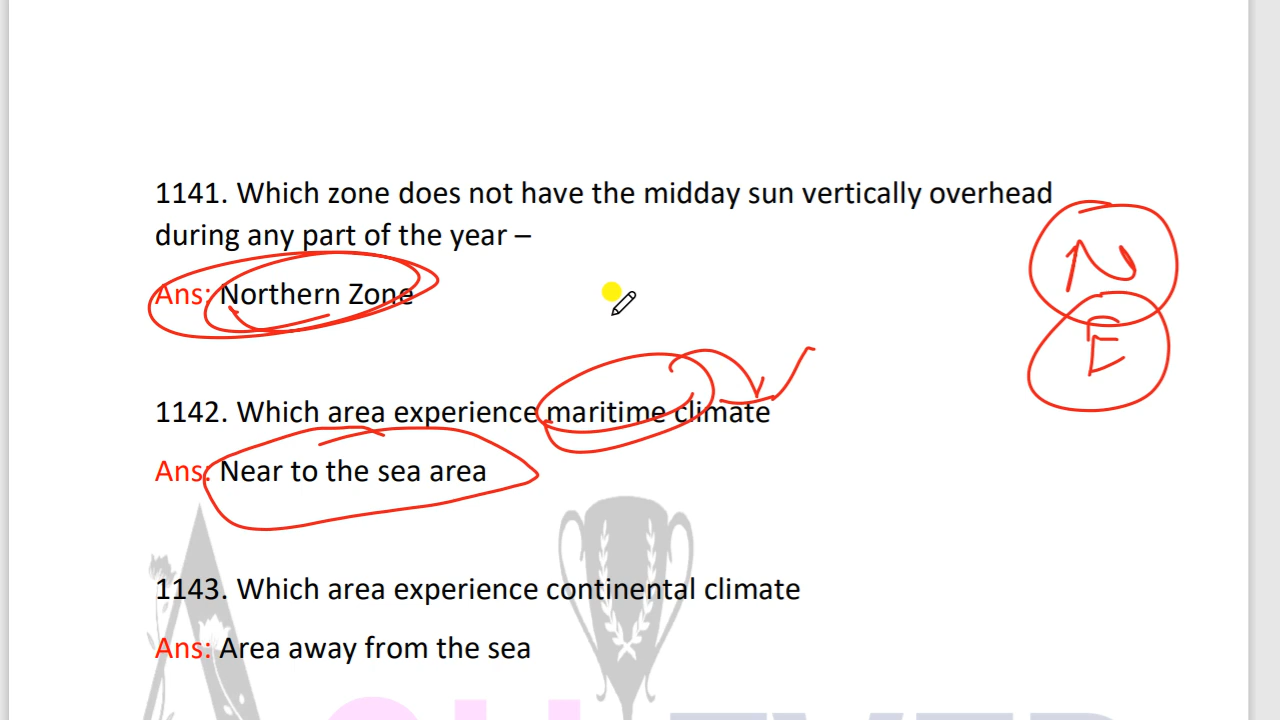 1141. Which zone does not have the midday sun vertically overhead
during any part of the year –
Ans: Northern Zone
N
E
1142. Which area experience maritime climate
Ans: Near to the sea area
1143. Which area experience continental climate
Ans: Area away from the sea